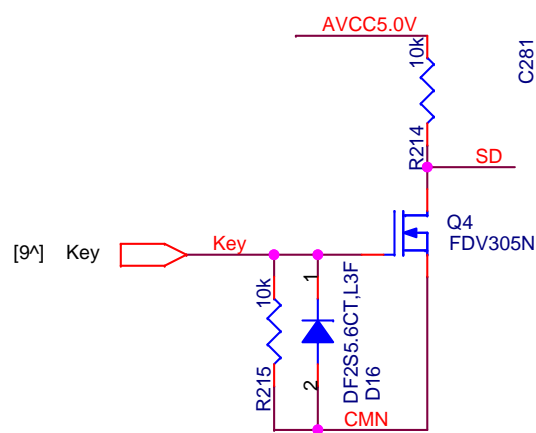 AVCC5.0V
10k
R214
C281
SD
Q4
FDV305N
[9^] Key
Key
10k
R215
1
2
DF2S5.6CT,L3F
D16
CMN